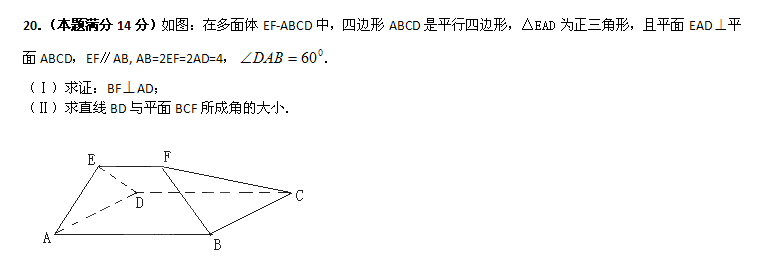 20.（本题满分 14 分）如图：在多面体 EF-ABCD 中，四边形 ABCD 是平行四边形，△EAD 为正三角形，且平面 EAD⊥平
面 ABCD，EF∥AB, AB=2EF=2AD=4，∠DAB = 60⁰.
（Ⅰ）求证：BF⊥AD;
（Ⅱ）求直线 BD 与平面 BCF 所成角的大小.
E F
D C
A B